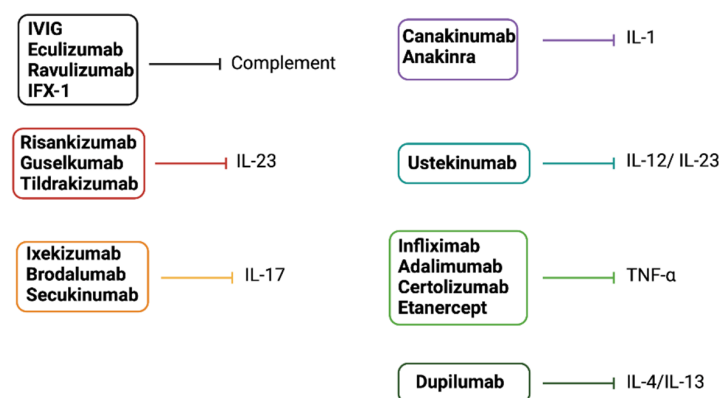 IVIG
Eculizumab
Ravulizumab
IFX-1
Complement
Canakinumab
Anakinra
IL-1
Risankizumab
Guselkumab
Tildrakizumab
IL-23
Ustekinumab
IL-12/ IL-23
Ixekizumab
Brodalumab
Secukinumab
IL-17
Infliximab
Adalimumab
Certolizumab
Etanercept
TNF-α
Dupilumab
IL-4/IL-13